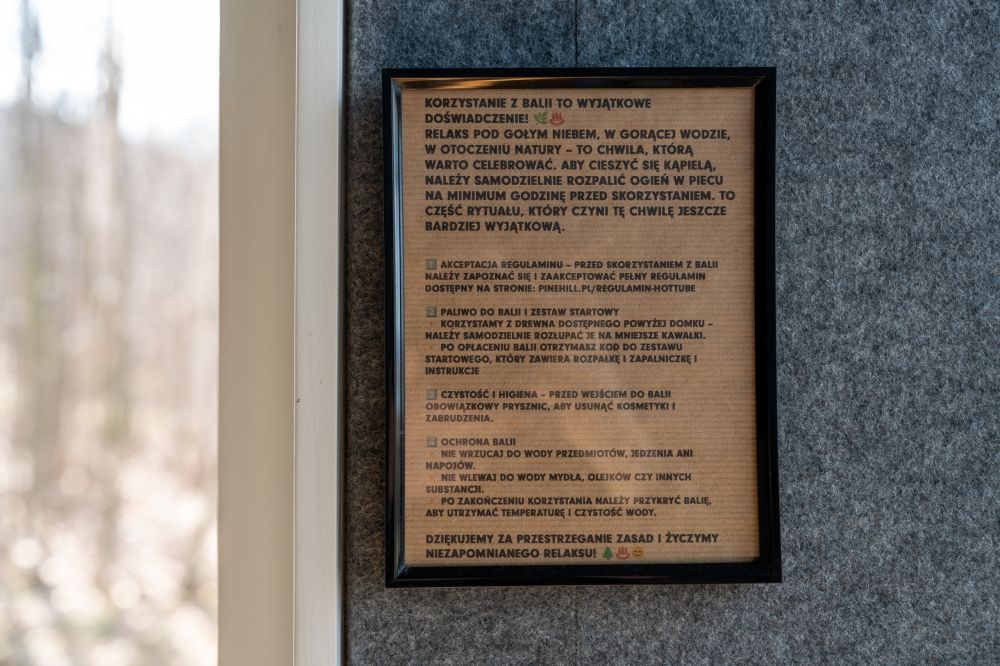 KORZYSTANIE Z BALII TO WYJĄTKOWE
DOŚWIADCZENIE! 🌿♨️
RELAKS POD GOŁYM NIEBEM, W GORĄCEJ WODZIE,
W OTOCZENIU NATURY – TO CHWILA, KTÓRĄ
WARTO CELEBROWAĆ. ABY CIESZYĆ SIĘ KĄPIELĄ,
NALEŻY SAMODZIELNIE ROZPALIĆ OGIEŃ W PIECU
NA MINIMUM GODZINĘ PRZED SKORZYSTANIEM. TO
CZĘŚĆ RYTUAŁU, KTÓRY CZYNI TĘ CHWILĘ JESZCZE
BARDZIEJ WYJĄTKOWĄ.
1️⃣ AKCEPTACJA REGULAMINU – PRZED SKORZYSTANIEM Z BALII
NALEŻY ZAPOZNAĆ SIĘ I ZAAKCEPTOWAĆ PEŁNY REGULAMIN
DOSTĘPNY NA STRONIE: PINEHILL.PL/REGULAMIN-HOTTUBE
2️⃣ PALIWO DO BALII I ZESTAW STARTOWY
🔸 KORZYSTAMY Z DREWNA DOSTĘPNEGO POWYŻEJ DOMKU –
NALEŻY SAMODZIELNIE ROZŁUPAĆ JE NA MNIEJSZE KAWAŁKI.
🔸 PO OPŁACENIU BALII OTRZYMASZ KOD DO ZESTAWU
STARTOWEGO, KTÓRY ZAWIERA ROZPAŁKĘ I ZAPALNICZKĘ I
INSTRUKCJE
3️⃣ CZYSTOŚĆ I HIGIENA – PRZED WEJŚCIEM DO BALII
OBOWIĄZKOWY PRYSZNIC, ABY USUNĄĆ KOSMETYKI I
ZABRUDZENIA.
4️⃣ OCHRONA BALII
🔸 NIE WRZUCAJ DO WODY PRZEDMIOTÓW, JEDZENIA ANI
NAPOJÓW.
🔸 NIE WLEWAJ DO WODY MYDŁA, OLEJKÓW CZY INNYCH
SUBSTANCJI.
🔸 PO ZAKOŃCZENIU KORZYSTANIA NALEŻY PRZYKRYĆ BALIĘ,
ABY UTRZYMAĆ TEMPERATURĘ I CZYSTOŚĆ WODY.
DZIĘKUJEMY ZA PRZESTRZEGANIE ZASAD I ŻYCZYMY
NIEZAPOMNIANEGO RELAKSU! 🌲♨️😊